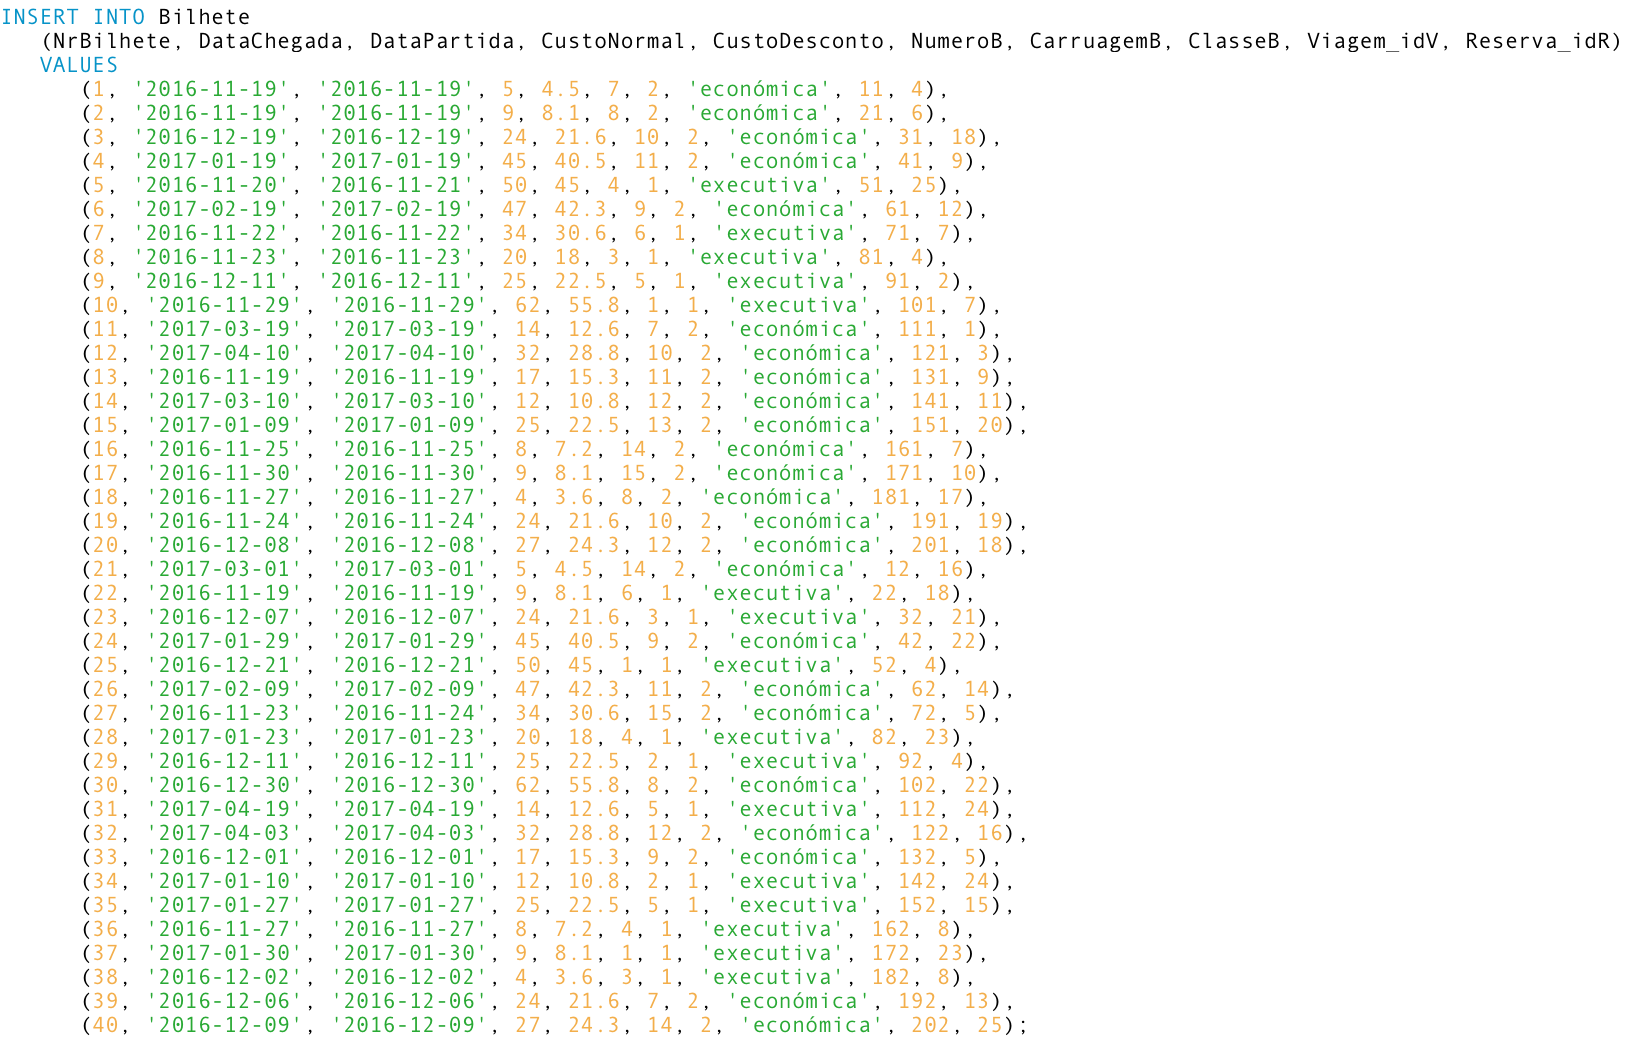 INSERT INTO Bilhete
(NrBilhete, DataChegada, DataPartida, CustoNormal, CustoDesconto, NumeroB, CarruagemB, ClasseB, Viagem_idV, Reserva_idR)
VALUES
(1, '2016-11-19', '2016-11-19', 5, 4.5, 7, 2, 'económica', 11, 4),
(2, '2016-11-19', '2016-11-19', 9, 8.1, 8, 2, 'económica', 21, 6),
(3, '2016-12-19', '2016-12-19', 24, 21.6, 10, 2, 'económica', 31, 18),
(4, '2017-01-19', '2017-01-19', 45, 40.5, 11, 2, 'económica', 41, 9),
(5, '2016-11-20', '2016-11-21', 50, 45, 4, 1, 'executiva', 51, 25),
(6, '2017-02-19', '2017-02-19', 47, 42.3, 9, 2, 'económica', 61, 12),
(7, '2016-11-22', '2016-11-22', 34, 30.6, 6, 1, 'executiva', 71, 7),
(8, '2016-11-23', '2016-11-23', 20, 18, 3, 1, 'executiva', 81, 4),
(9, '2016-12-11', '2016-12-11', 25, 22.5, 5, 1, 'executiva', 91, 2),
(10, '2016-11-29', '2016-11-29', 62, 55.8, 1, 1, 'executiva', 101, 7),
(11, '2017-03-19', '2017-03-19', 14, 12.6, 7, 2, 'económica', 111, 1),
(12, '2017-04-10', '2017-04-10', 32, 28.8, 10, 2, 'económica', 121, 3),
(13, '2016-11-19', '2016-11-19', 17, 15.3, 11, 2, 'económica', 131, 9),
(14, '2017-03-10', '2017-03-10', 12, 10.8, 12, 2, 'económica', 141, 11),
(15, '2017-01-09', '2017-01-09', 25, 22.5, 13, 2, 'económica', 151, 20),
(16, '2016-11-25', '2016-11-25', 8, 7.2, 14, 2, 'económica', 161, 7),
(17, '2016-11-30', '2016-11-30', 9, 8.1, 15, 2, 'económica', 171, 10),
(18, '2016-11-27', '2016-11-27', 4, 3.6, 8, 2, 'económica', 181, 17),
(19, '2016-11-24', '2016-11-24', 24, 21.6, 10, 2, 'económica', 191, 19),
(20, '2016-12-08', '2016-12-08', 27, 24.3, 12, 2, 'económica', 201, 18),
(21, '2017-03-01', '2017-03-01', 5, 4.5, 14, 2, 'económica', 12, 16),
(22, '2016-11-19', '2016-11-19', 9, 8.1, 6, 1, 'executiva', 22, 18),
(23, '2016-12-07', '2016-12-07', 24, 21.6, 3, 1, 'executiva', 32, 21),
(24, '2017-01-29', '2017-01-29', 45, 40.5, 9, 2, 'económica', 42, 22),
(25, '2016-12-21', '2016-12-21', 50, 45, 1, 1, 'executiva', 52, 4),
(26, '2017-02-09', '2017-02-09', 47, 42.3, 11, 2, 'económica', 62, 14),
(27, '2016-11-23', '2016-11-24', 34, 30.6, 15, 2, 'económica', 72, 5),
(28, '2017-01-23', '2017-01-23', 20, 18, 4, 1, 'executiva', 82, 23),
(29, '2016-12-11', '2016-12-11', 25, 22.5, 2, 1, 'executiva', 92, 4),
(30, '2016-12-30', '2016-12-30', 62, 55.8, 8, 2, 'económica', 102, 22),
(31, '2017-04-19', '2017-04-19', 14, 12.6, 5, 1, 'executiva', 112, 24),
(32, '2017-04-03', '2017-04-03', 32, 28.8, 12, 2, 'económica', 122, 16),
(33, '2016-12-01', '2016-12-01', 17, 15.3, 9, 2, 'económica', 132, 5),
(34, '2017-01-10', '2017-01-10', 12, 10.8, 2, 1, 'executiva', 142, 24),
(35, '2017-01-27', '2017-01-27', 25, 22.5, 5, 1, 'executiva', 152, 15),
(36, '2016-11-27', '2016-11-27', 8, 7.2, 4, 1, 'executiva', 162, 8),
(37, '2017-01-30', '2017-01-30', 9, 8.1, 1, 1, 'executiva', 172, 23),
(38, '2016-12-02', '2016-12-02', 4, 3.6, 3, 1, 'executiva', 182, 8),
(39, '2016-12-06', '2016-12-06', 24, 21.6, 7, 2, 'económica', 192, 13),
(40, '2016-12-09', '2016-12-09', 27, 24.3, 14, 2, 'económica', 202, 25);